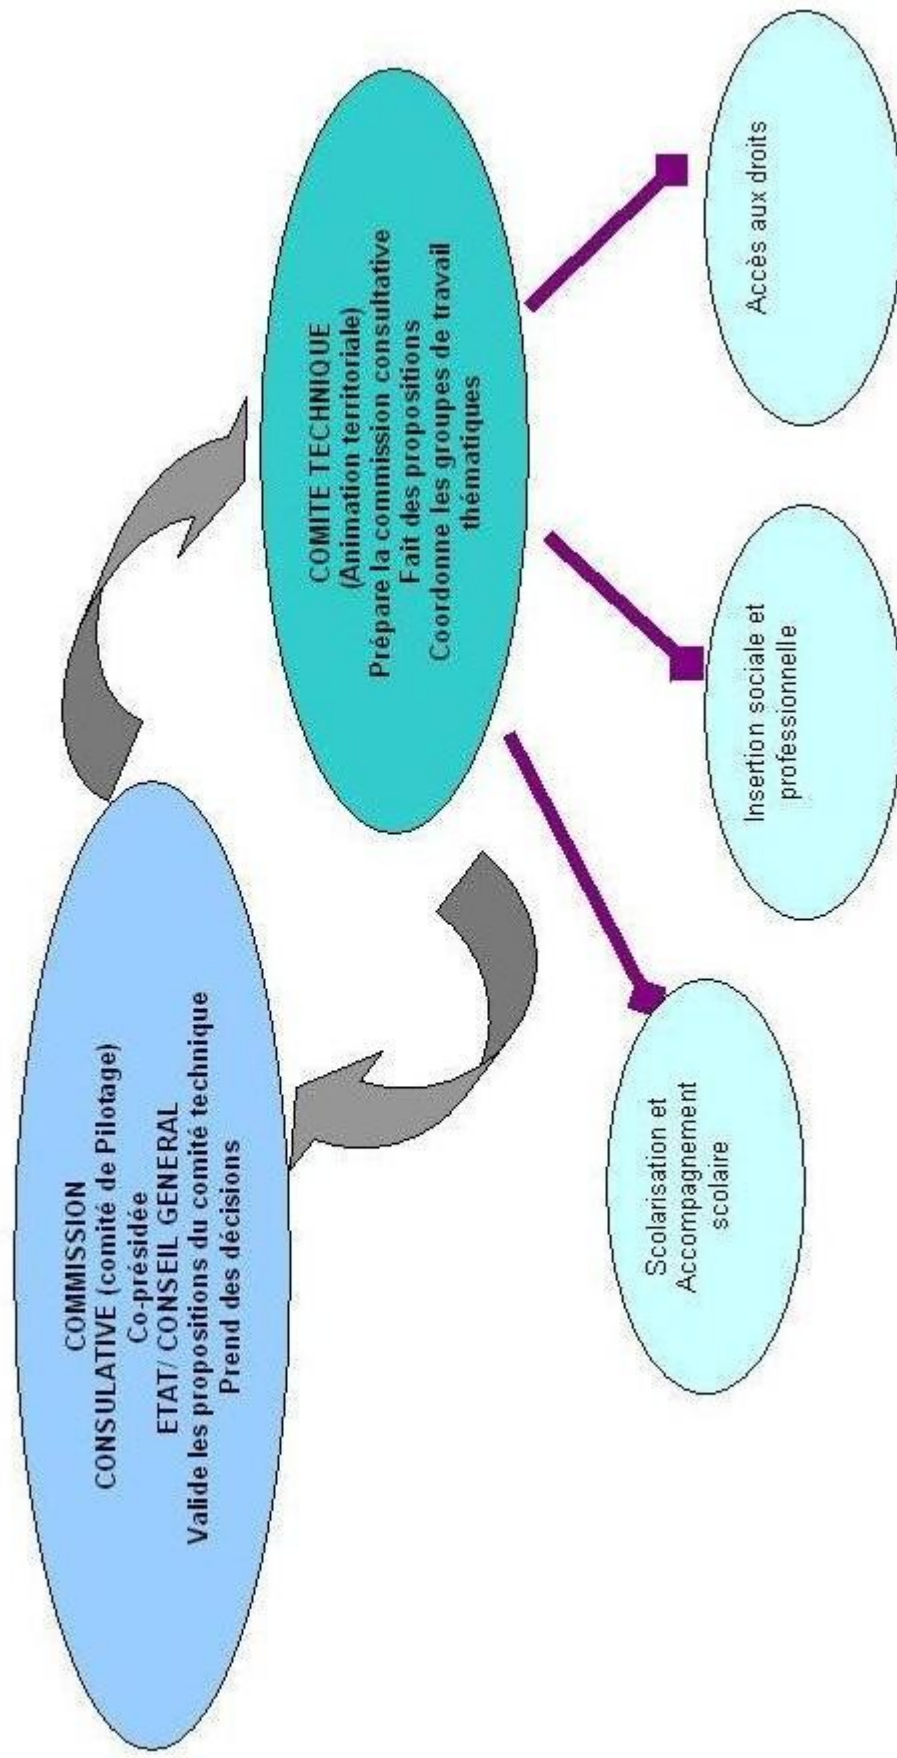 COMMISSION
CONSULATIVE (comité de Pilotage)
Co-présidée
ETAT/ CONSEIL GENERAL
Valide les propositions du comité technique
Prend des décisions
COMITE TECHNIQUE
(Animation territoriale)
Prépare la commission consultative
Fait des propositions
Coordonne les groupes de travail
thématiques
Scolarisation et
Accompagnement
scolaire
Insertion sociale et
professionnelle
Accès aux droits